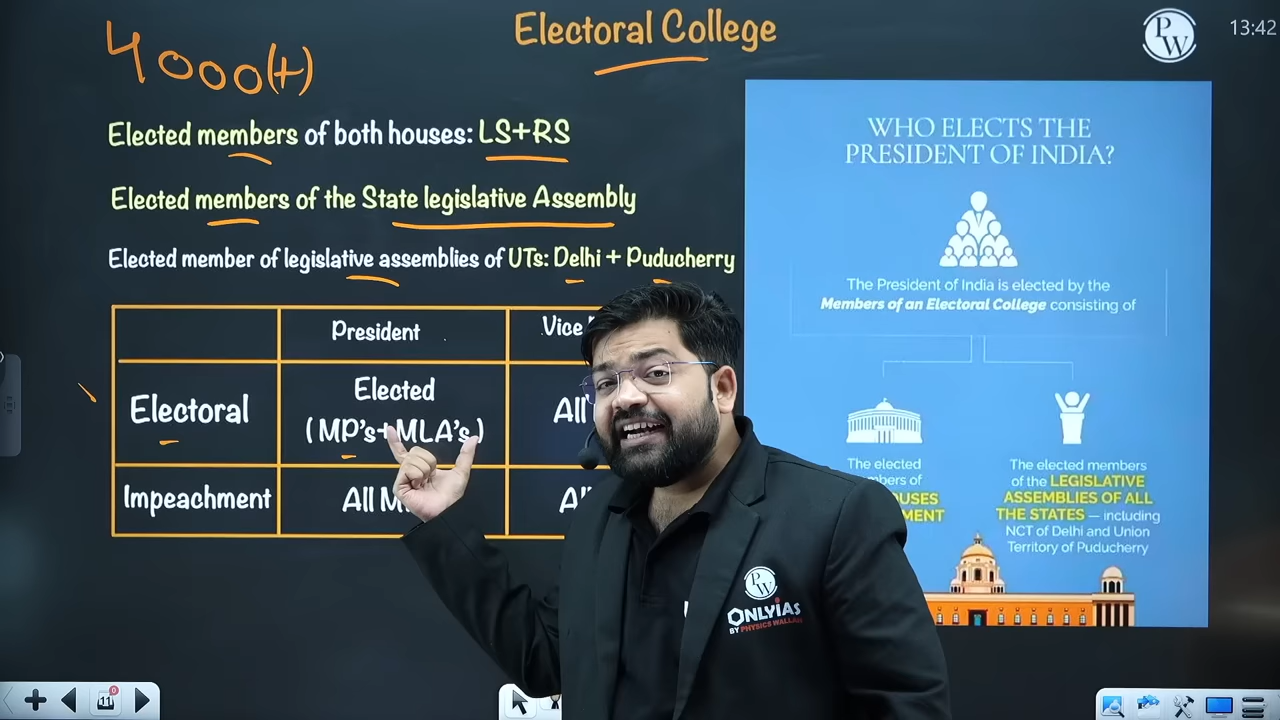 Electoral College
PW
13:42
4000(+)
Elected members of both houses: LS+RS
Elected members of the State legislative Assembly
Elected member of legislative assemblies of UTs: Delhi + Puducherry
President
Vice
Electoral
Elected
(MP's+MLA's)
All
Impeachment
All
WHO ELECTS THE
PRESIDENT OF INDIA?
The President of India is elected by the
Members of an Electoral College consisting of
The elected
of
The elected members
of the LEGISLATIVE
ASSEMBLIES OF ALL
THE STATES — including
NCT of Delhi and Union
Territory of Puducherry
PW
ONLYIAS
BY PHYSICS WALLAH
11
0